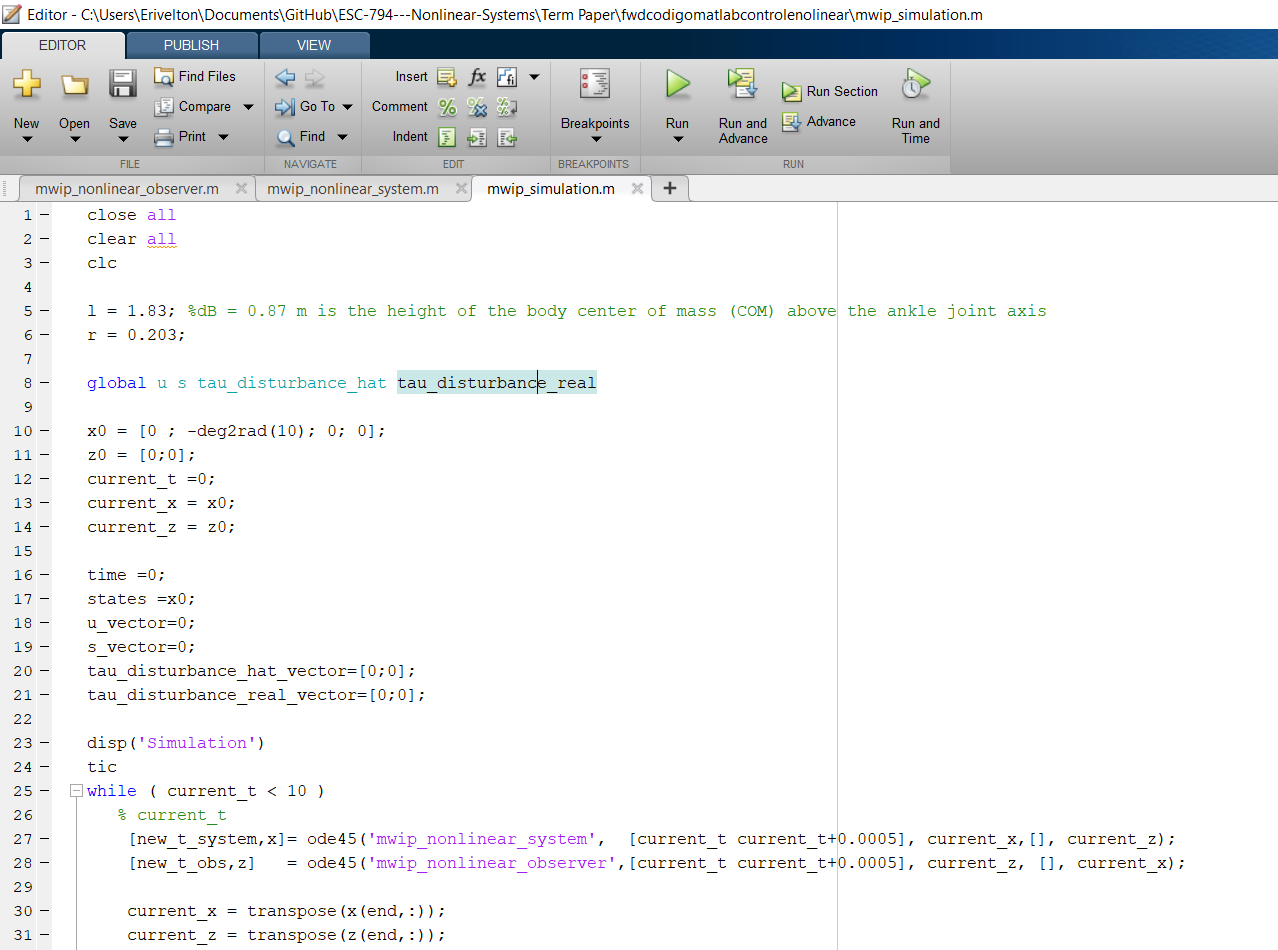 Editor - C:\Users\Erivelton\Documents\GitHub\ESC-794---Nonlinear-Systems\Term Paper\fwdcodigomatlabcontrolenolinear\mwip_simulation.m
EDITOR PUBLISH VIEW
New Open Save
Find Files
Compare
Print
FILE
Go To
Find
NAVIGATE
Insert fx
Comment
Indent
EDIT
Breakpoints
BREAKPOINTS
Run
Run and Advance
Run Section
Advance
Run and Time
RUN
mwip_nonlinear_observer.m mwip_nonlinear_system.m mwip_simulation.m +
1 close all
2 clear all
3 clc
4
5 l = 1.83; %dB = 0.87 m is the height of the body center of mass (COM) above the ankle joint axis
6 r = 0.203;
7
8 global u s tau_disturbance_hat tau_disturbance_real
9
10 x0 = [0 ; -deg2rad(10); 0; 0];
11 z0 = [0;0];
12 current_t =0;
13 current_x = x0;
14 current_z = z0;
15
16 time =0;
17 states =x0;
18 u_vector=0;
19 s_vector=0;
20 tau_disturbance_hat_vector=[0;0];
21 tau_disturbance_real_vector=[0;0];
22
23 disp('Simulation')
24 tic
25 while ( current_t < 10 )
26 % current_t
27 [new_t_system,x]= ode45('mwip_nonlinear_system', [current_t current_t+0.0005], current_x,[], current_z);
28 [new_t_obs,z] = ode45('mwip_nonlinear_observer',[current_t current_t+0.0005], current_z, [], current_x);
29
30 current_x = transpose(x(end,:));
31 current_z = transpose(z(end,:));